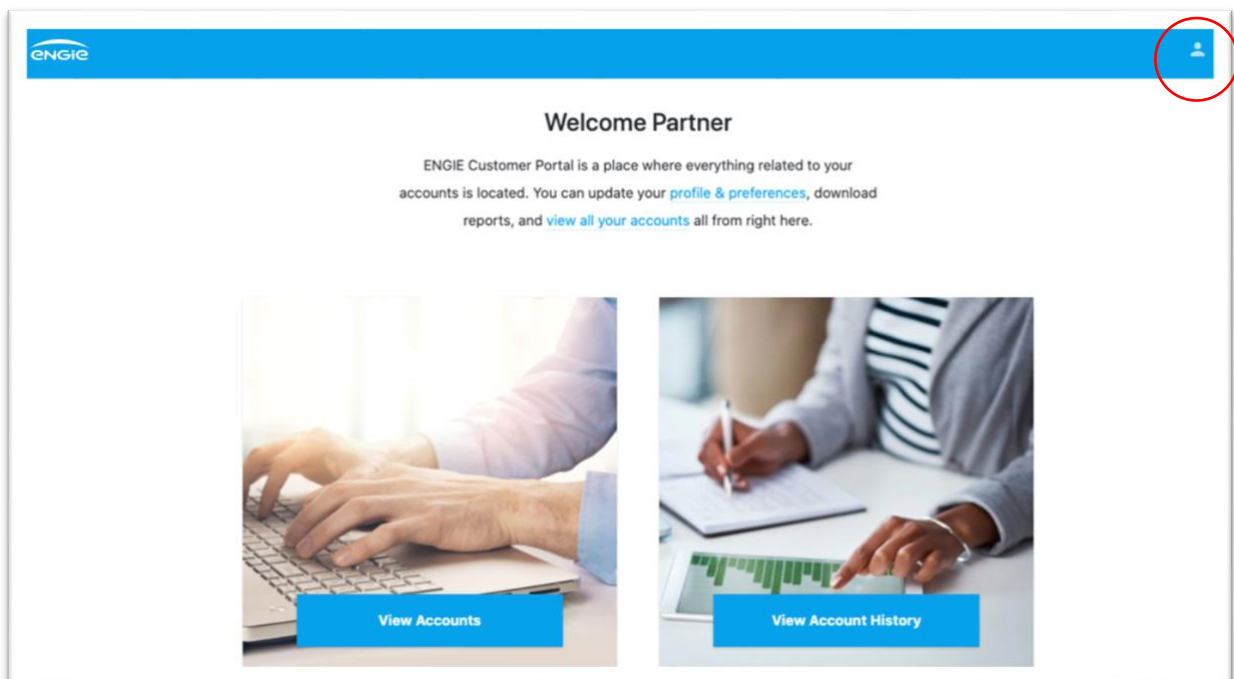 ENGIE
Welcome Partner
ENGIE Customer Portal is a place where everything related to your
accounts is located. You can update your profile & preferences, download
reports, and view all your accounts all from right here.
View Accounts
View Account History